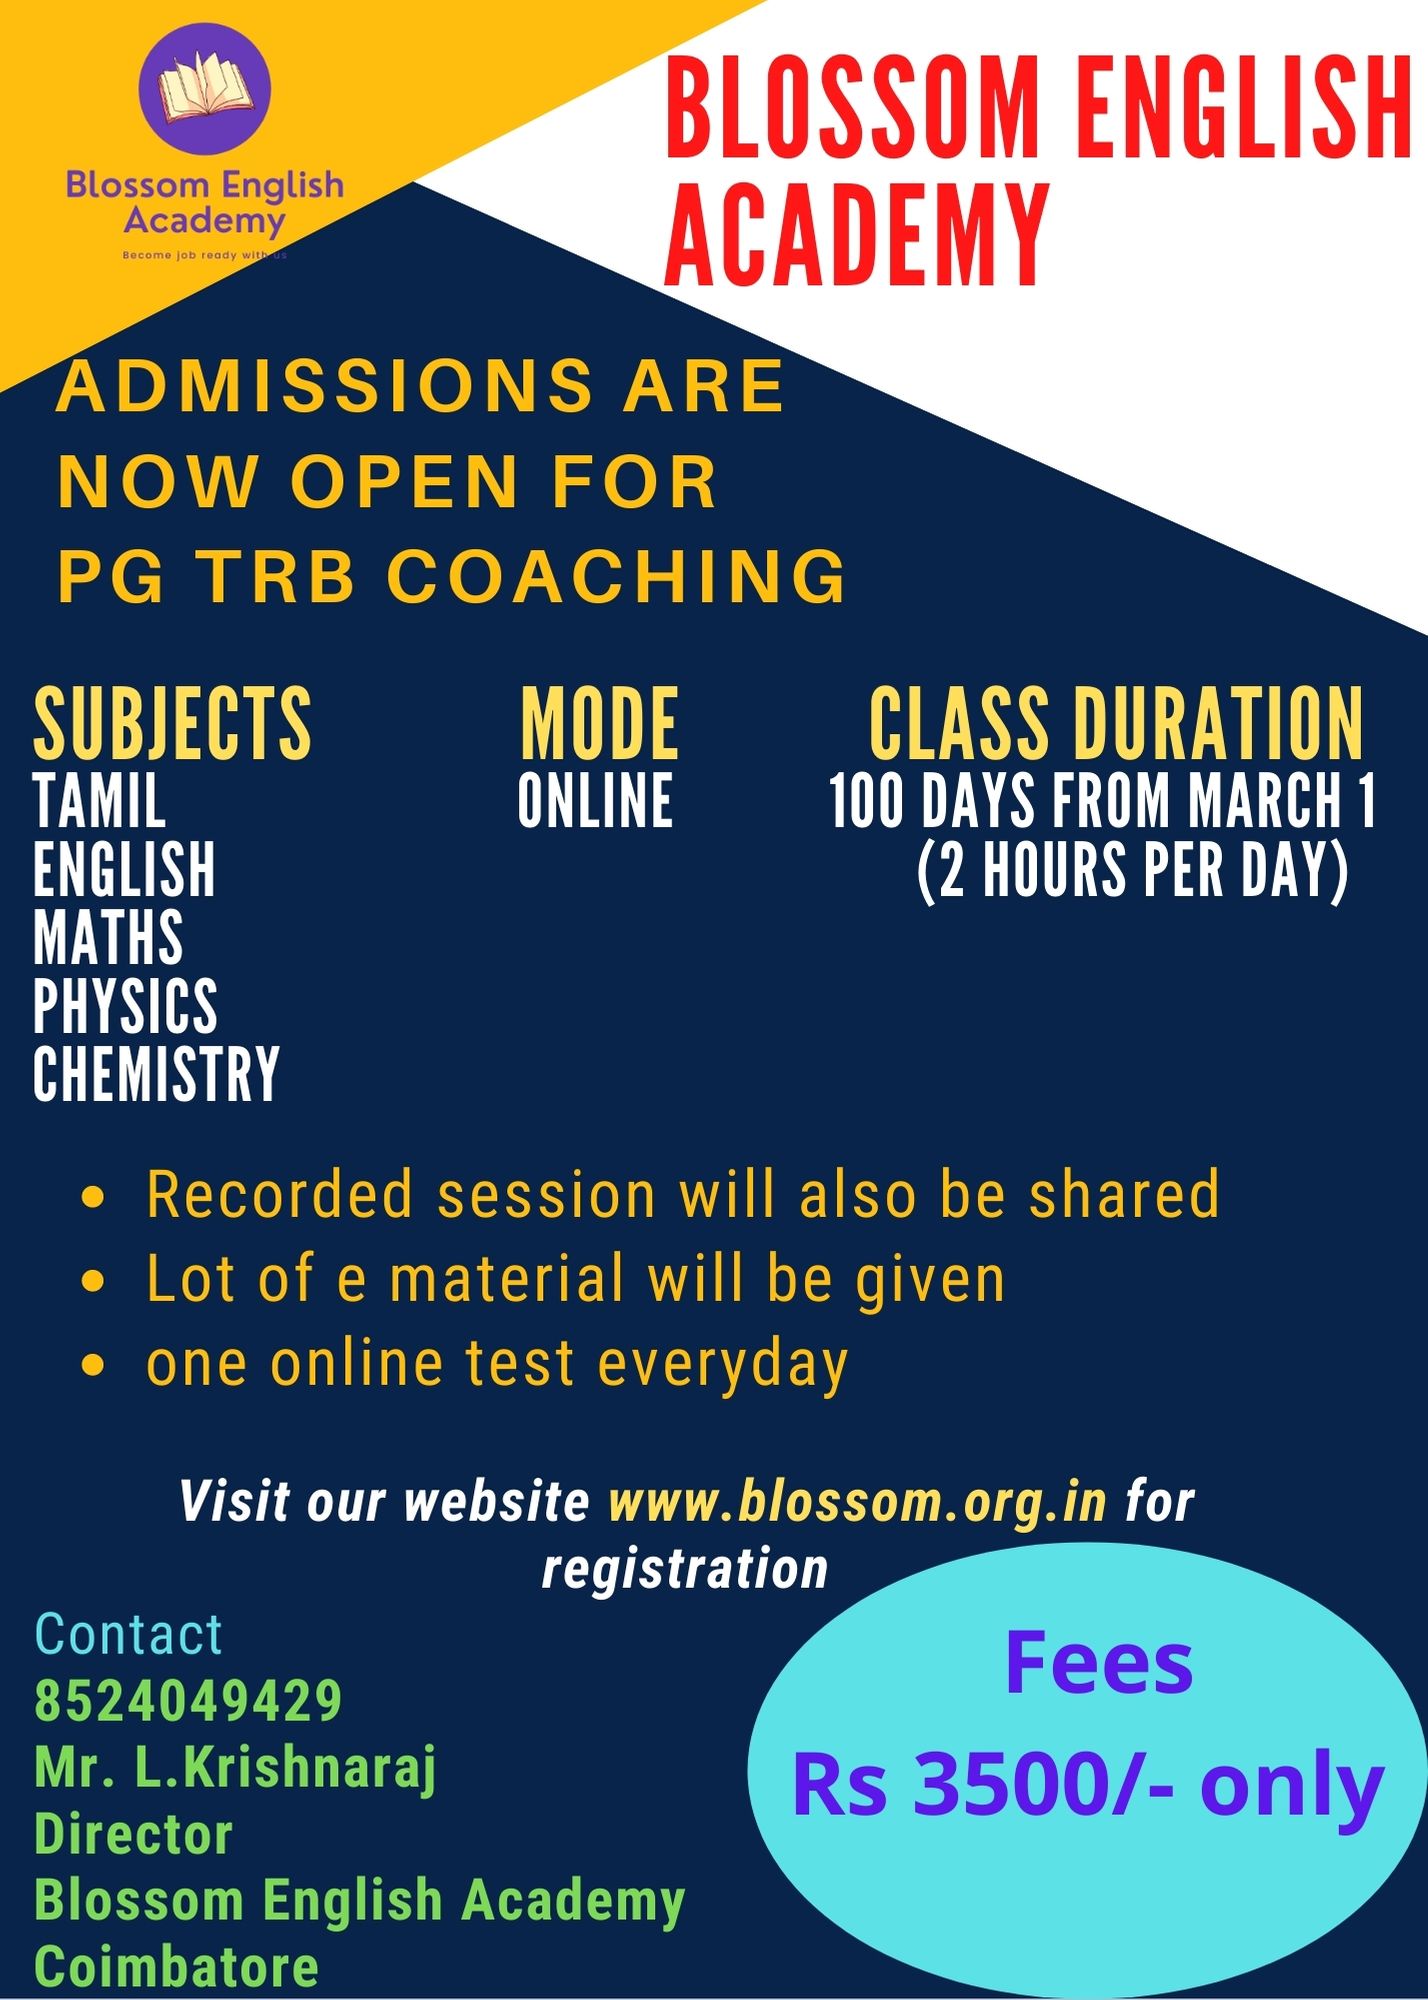 Blossom English
Academy
Become job ready with us
BLOSSOM ENGLISH
ACADEMY
ADMISSIONS ARE
NOW OPEN FOR
PG TRB COACHING
SUBJECTS
TAMIL
ENGLISH
MATHS
PHYSICS
CHEMISTRY
MODE
ONLINE
CLASS DURATION
100 DAYS FROM MARCH 1
(2 HOURS PER DAY)
• Recorded session will also be shared
• Lot of e material will be given
• one online test everyday
Visit our website www.blossom.org.in for
registration
Contact
8524049429
Mr. L.Krishnaraj
Director
Blossom English Academy
Coimbatore
Fees
Rs 3500/- only